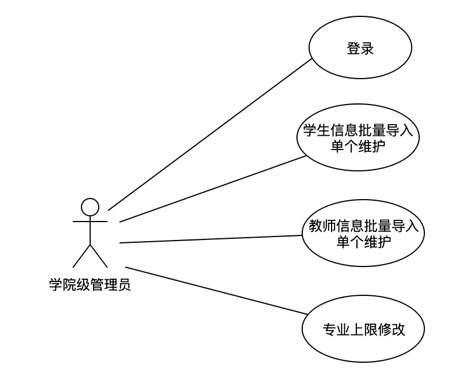 登录
学生信息批量导入
单个维护
教师信息批量导入
单个维护
学院级管理员
专业上限修改